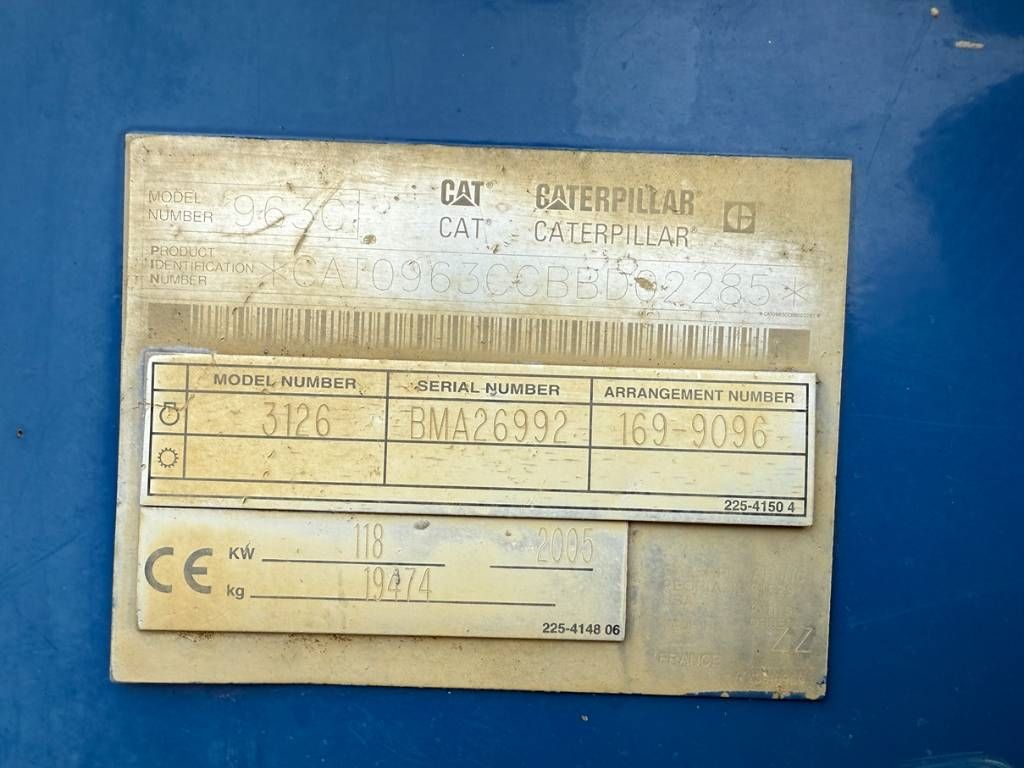 MODEL NUMBER 963C CAT CATERPILLAR
CAT CATERPILLAR
PRODUCT IDENTIFICATION NUMBER *CAT0963CCBBD02285*
MODEL NUMBER SERIAL NUMBER ARRANGEMENT NUMBER
3126 BMA26992 169-9096
225-4150 4
CE KW 118 2005
kg 19474
225-4148 06
ZZ
FRANCE